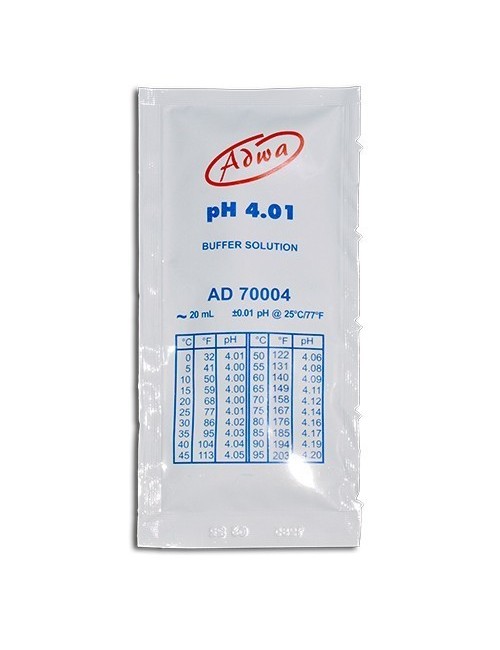 Adwa
pH 4.01
BUFFER SOLUTION
AD 70004
~ 20 mL ±0.01 pH @ 25°C/77°F
°C °F pH °C °F pH
0 32 4.01 50 122 4.06
5 41 4.00 55 131 4.08
10 50 4.00 60 140 4.09
15 59 4.00 65 149 4.11
20 68 4.00 70 158 4.12
25 77 4.01 75 167 4.14
30 86 4.02 80 176 4.16
35 95 4.03 85 185 4.17
40 104 4.04 90 194 4.19
45 113 4.05 95 203 4.20